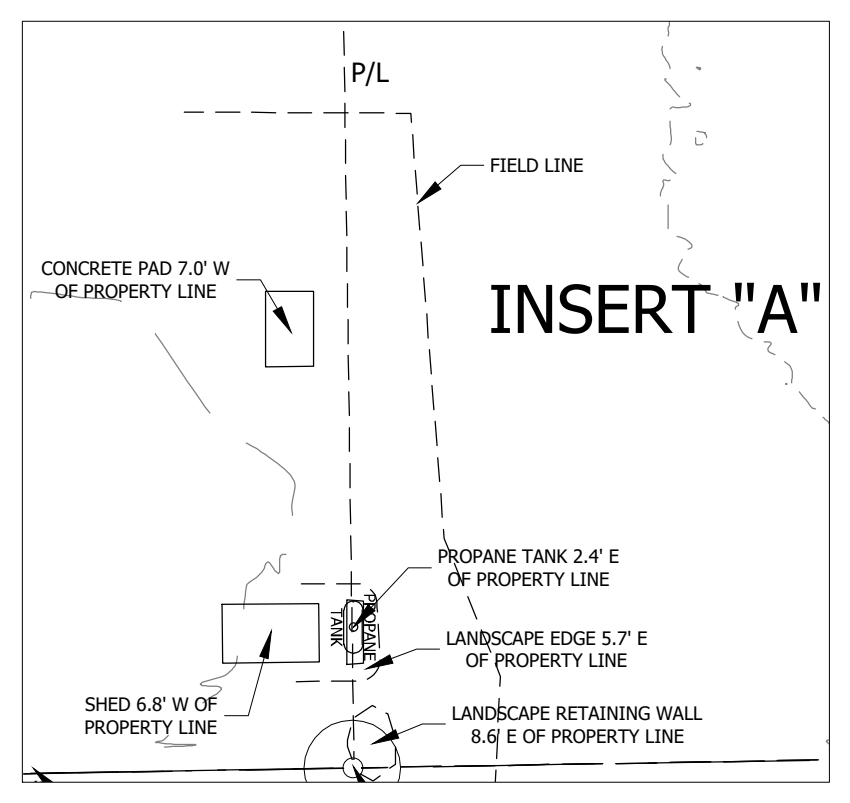 P/L
FIELD LINE
CONCRETE PAD 7.0' W
OF PROPERTY LINE
INSERT "A"
PROPANE TANK 2.4' E
OF PROPERTY LINE
PROPANE
TANK
LANDSCAPE EDGE 5.7' E
OF PROPERTY LINE
SHED 6.8' W OF
PROPERTY LINE
LANDSCAPE RETAINING WALL
8.6' E OF PROPERTY LINE